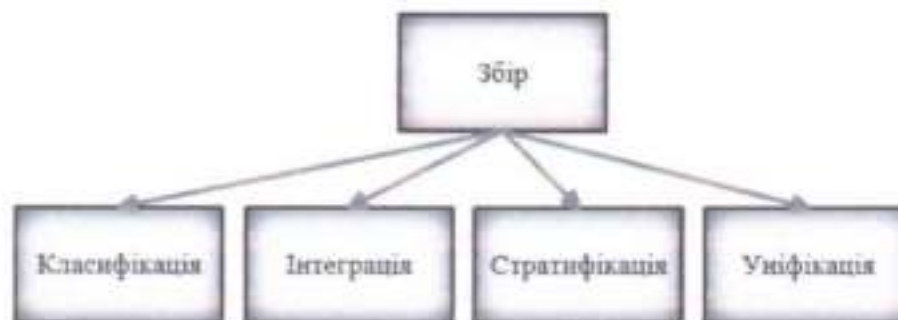 Збір
Класифікація
Інтеграція
Стратифікація
Уніфікація